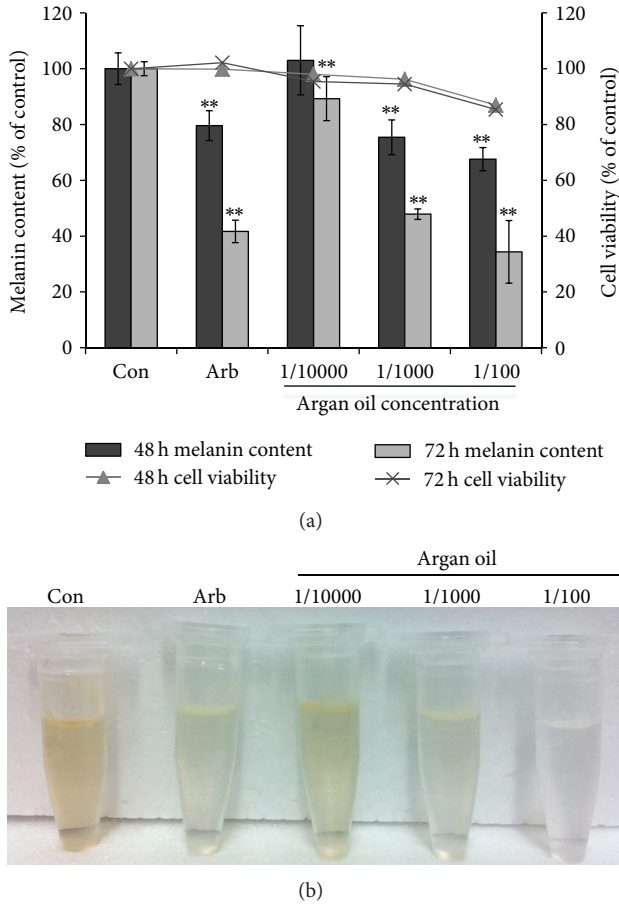 120
100
80
60
40
20
0
Melanin content (% of control)
**
**
**
**
**
**
**
120
100
80
60
40
20
0
Cell viability (% of control)
Con Arb 1/10000 1/1000 1/100
Argan oil concentration
48 h melanin content 72 h melanin content
48 h cell viability 72 h cell viability
(a)
Argan oil
Con Arb 1/10000 1/1000 1/100
(b)